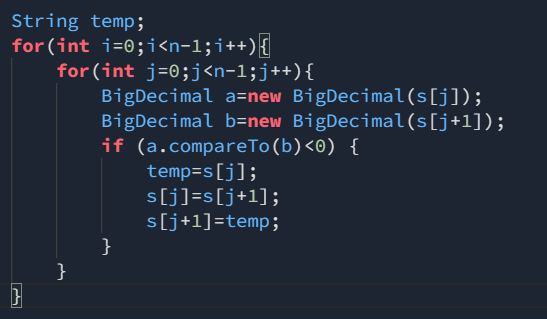 String temp;
for(int i=0;i<n-1;i++){
    for(int j=0;j<n-1;j++){
        BigDecimal a=new BigDecimal(s[j]);
        BigDecimal b=new BigDecimal(s[j+1]);
        if (a.compareTo(b)<0) {
            temp=s[j];
            s[j]=s[j+1];
            s[j+1]=temp;
        }
    }
}